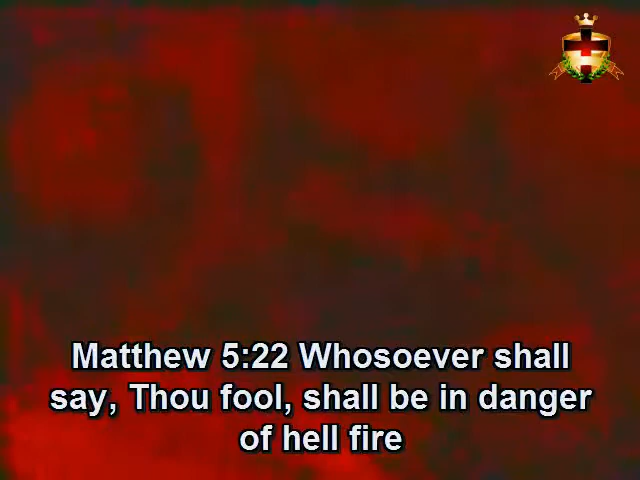 Matthew 5:22 Whosoever shall
say, Thou fool, shall be in danger
of hell fire